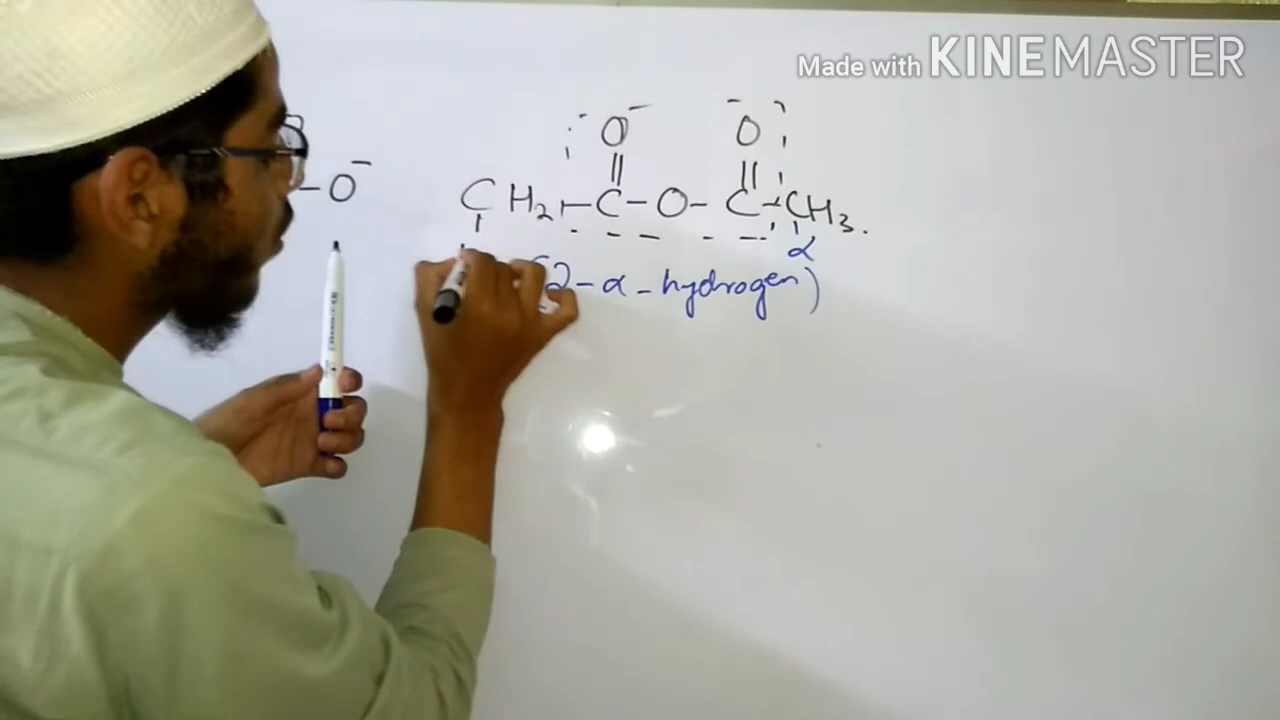 Made with KINEMASTER
O⁻ O
-O⁻ CH₂-C-O-C-CH₃.
α
(2-α-hydrogen)